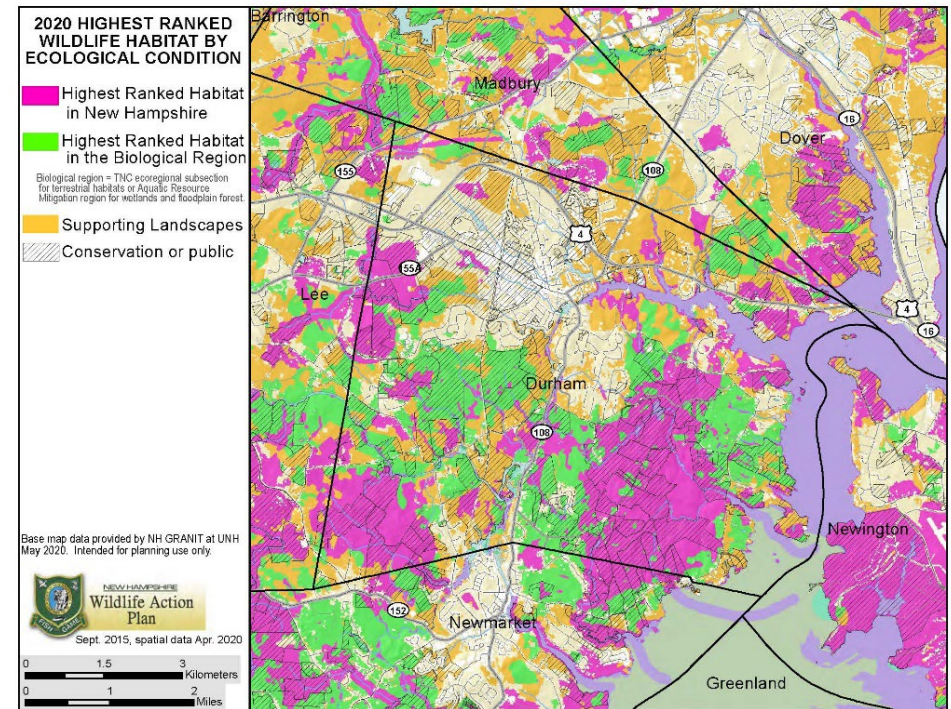 2020 HIGHEST RANKED
WILDLIFE HABITAT BY
ECOLOGICAL CONDITION
Highest Ranked Habitat
in New Hampshire
Highest Ranked Habitat
in the Biological Region
Biological region = TNC ecoregional subsection
for terrestrial habitats or Aquatic Resource
Mitigation region for wetlands and floodplain forest.
Supporting Landscapes
Conservation or public
Base map data provided by NH GRANIT at UNH
May 2020. Intended for planning use only.
FISH GAME
NEW HAMPSHIRE
Wildlife Action
Plan
Sept. 2015, spatial data Apr. 2020
0 1.5 3
Kilometers
0 1 2
Miles
Barrington
Madbury
Dover
16
155
108
4
155A
Lee
4
16
Durham
108
Newington
152
Newmarket
Greenland